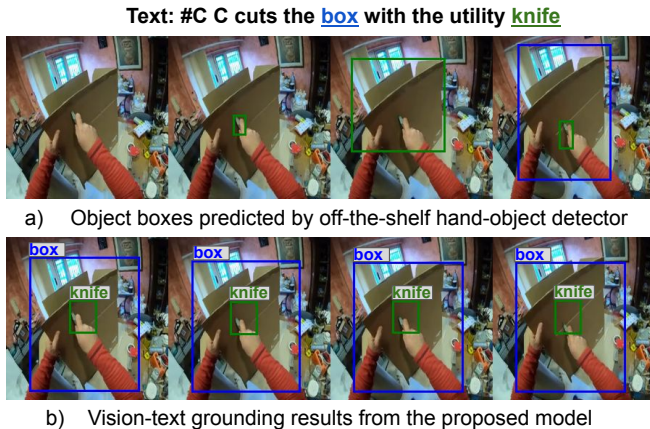 Text: #C C cuts the box with the utility knife
a) Object boxes predicted by off-the-shelf hand-object detector
box box box box
knife knife knife knife
b) Vision-text grounding results from the proposed model